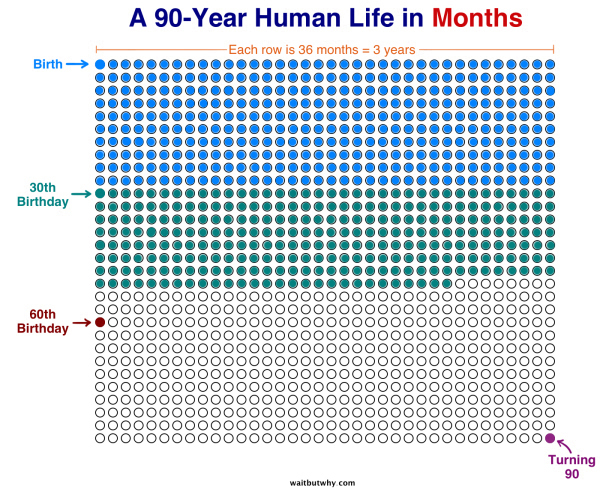 A 90-Year Human Life in Months
Each row is 36 months = 3 years
Birth
30th
Birthday
60th
Birthday
Turning
90
waitbutwhy.com